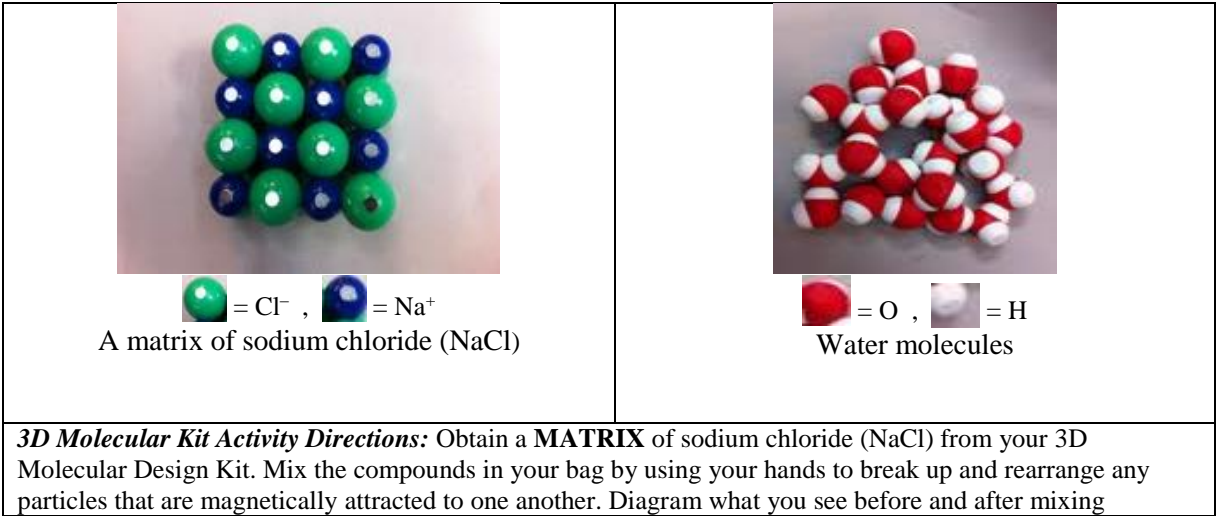 = Cl⁻ , = Na⁺
A matrix of sodium chloride (NaCl)
= O , = H
Water molecules
3D Molecular Kit Activity Directions: Obtain a MATRIX of sodium chloride (NaCl) from your 3D
Molecular Design Kit. Mix the compounds in your bag by using your hands to break up and rearrange any
particles that are magnetically attracted to one another. Diagram what you see before and after mixing